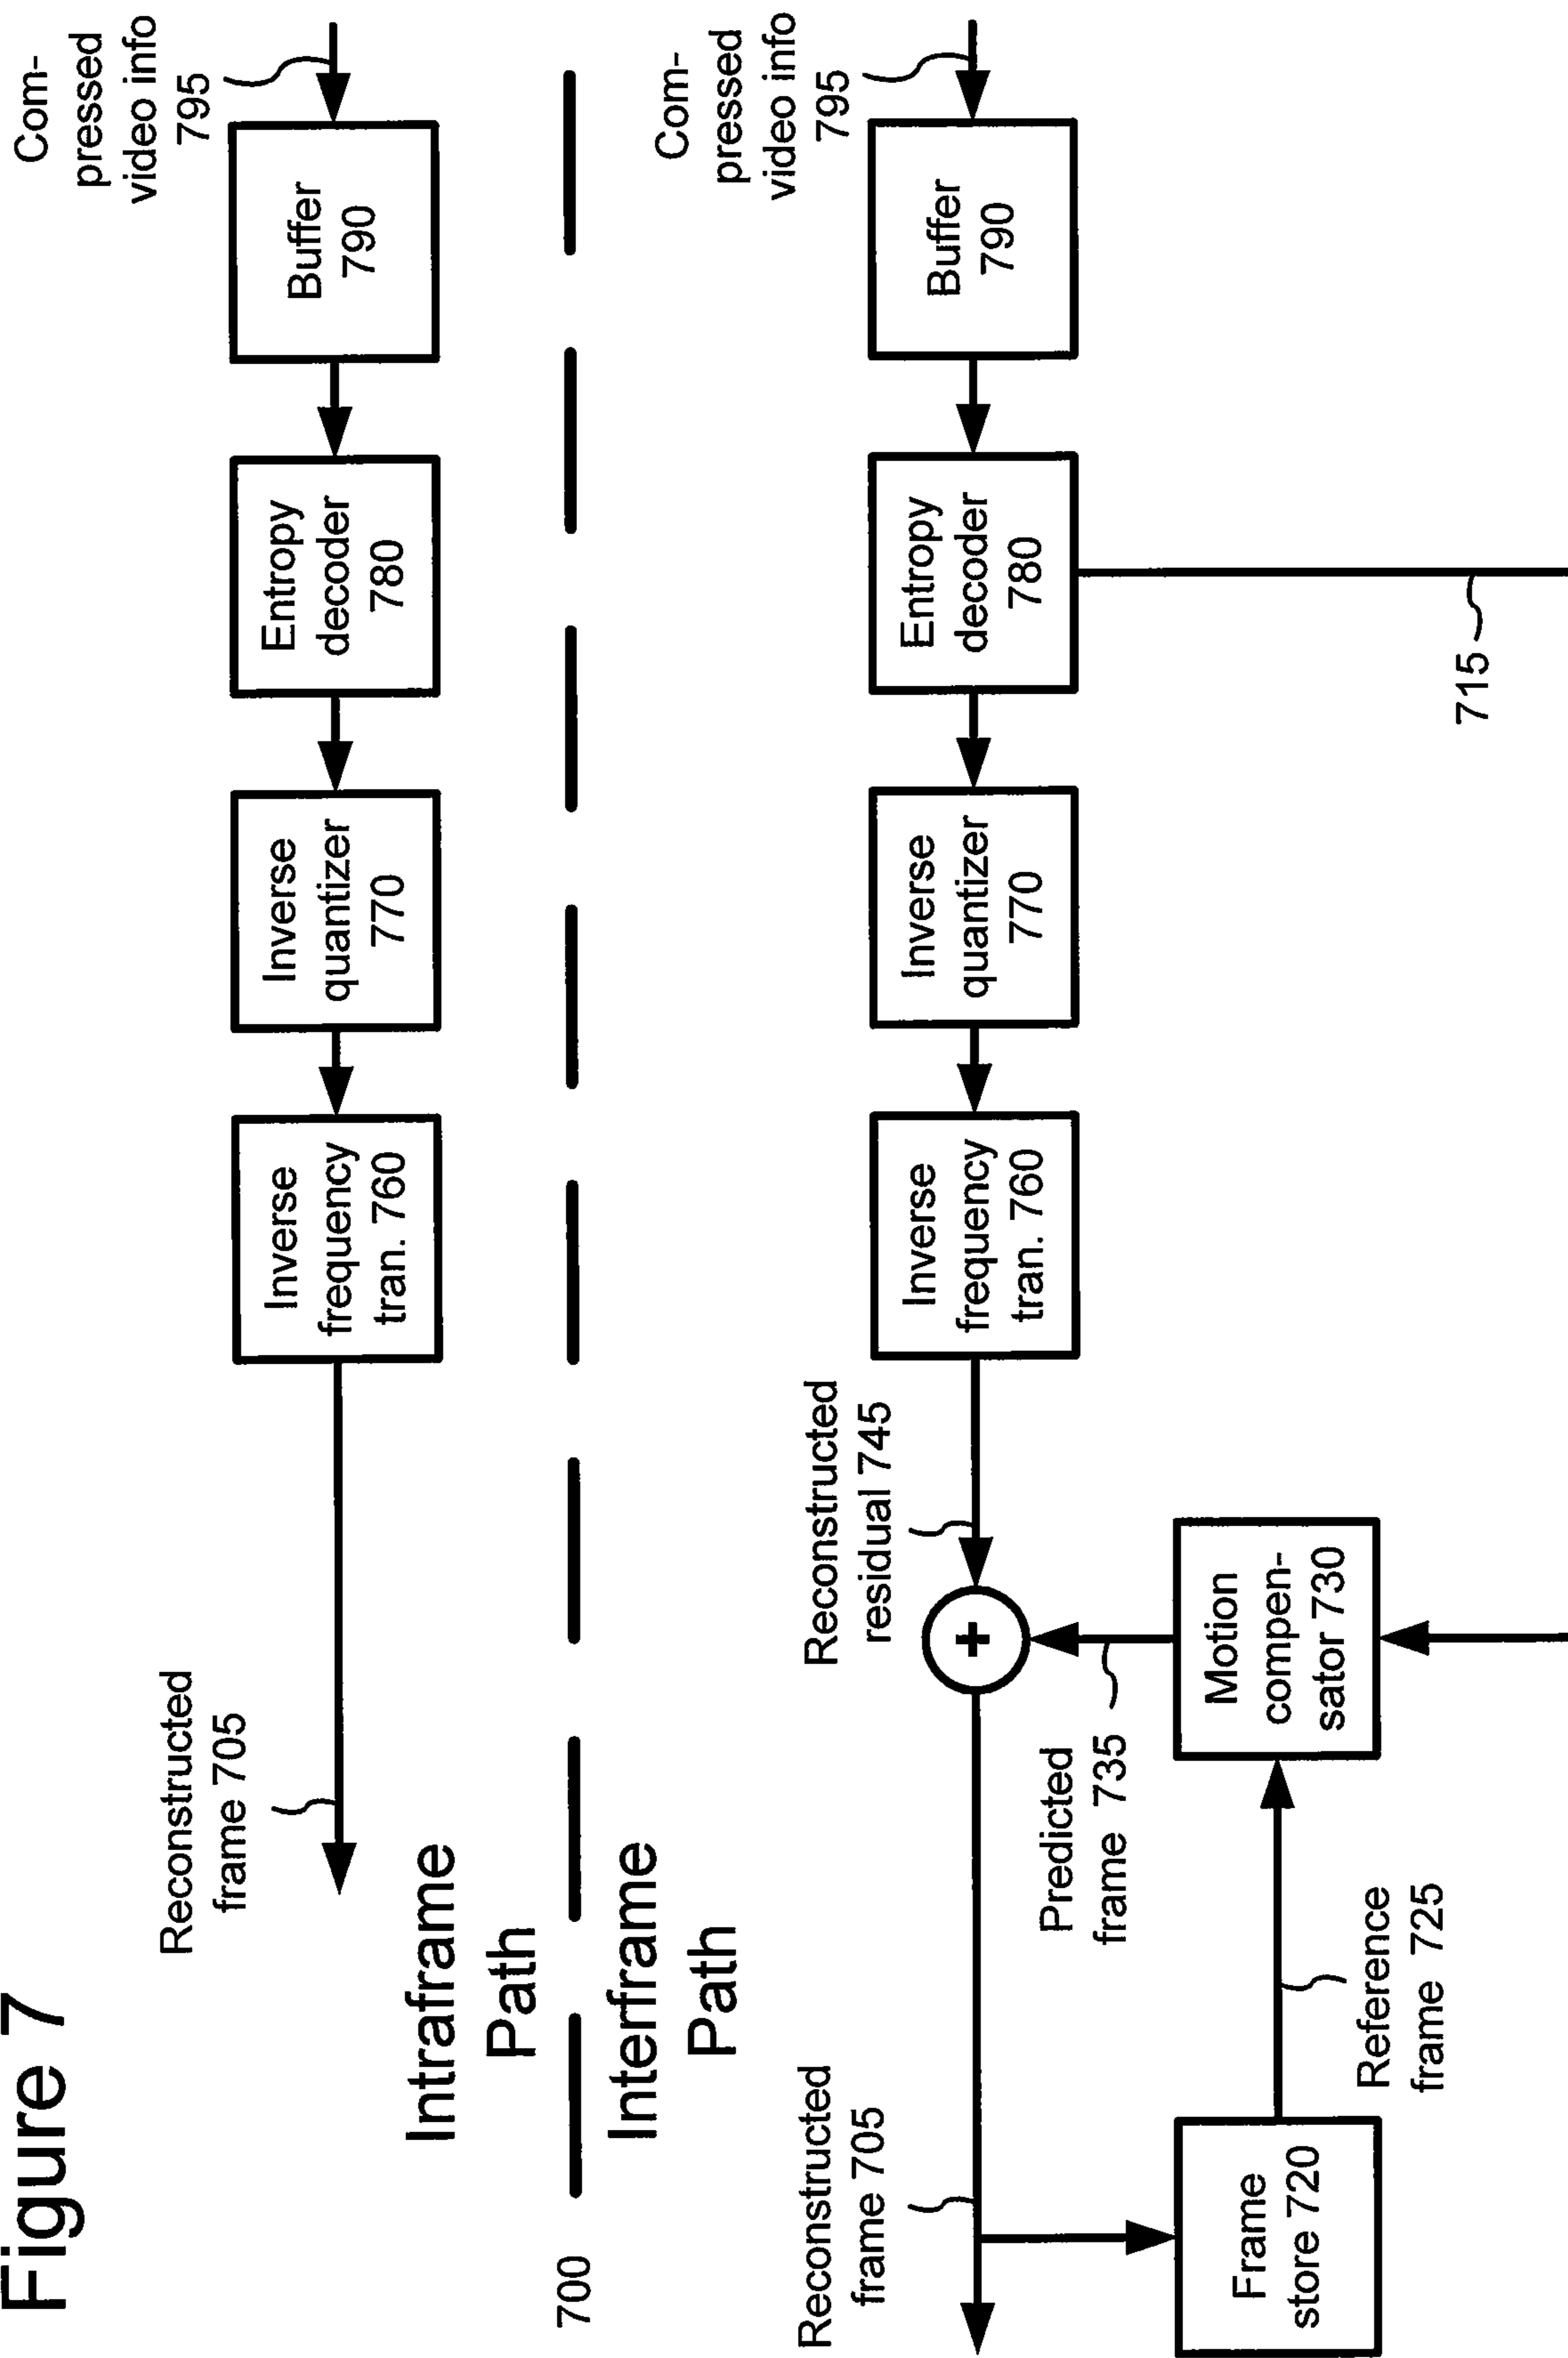 Figure 7
Reconstructed
frame 705
Inverse
frequency
tran. 760
Inverse
quantizer
770
Entropy
decoder
780
Buffer
790
Com-
pressed
video info
795
Intraframe
Path
700
Interframe
Path
Reconstructed
frame 705
Reconstructed
residual 745
+
Inverse
frequency
tran. 760
Inverse
quantizer
770
Entropy
decoder
780
Buffer
790
Com-
pressed
video info
795
Predicted
frame 735
Frame
store 720
Reference
frame 725
Motion
compen-
sator 730
715